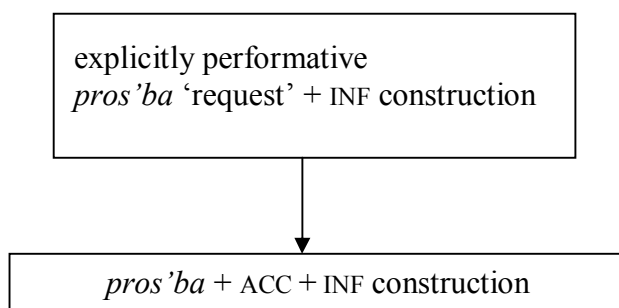 explicitly performative
pros’ba ‘request’ + INF construction
pros’ba + ACC + INF construction